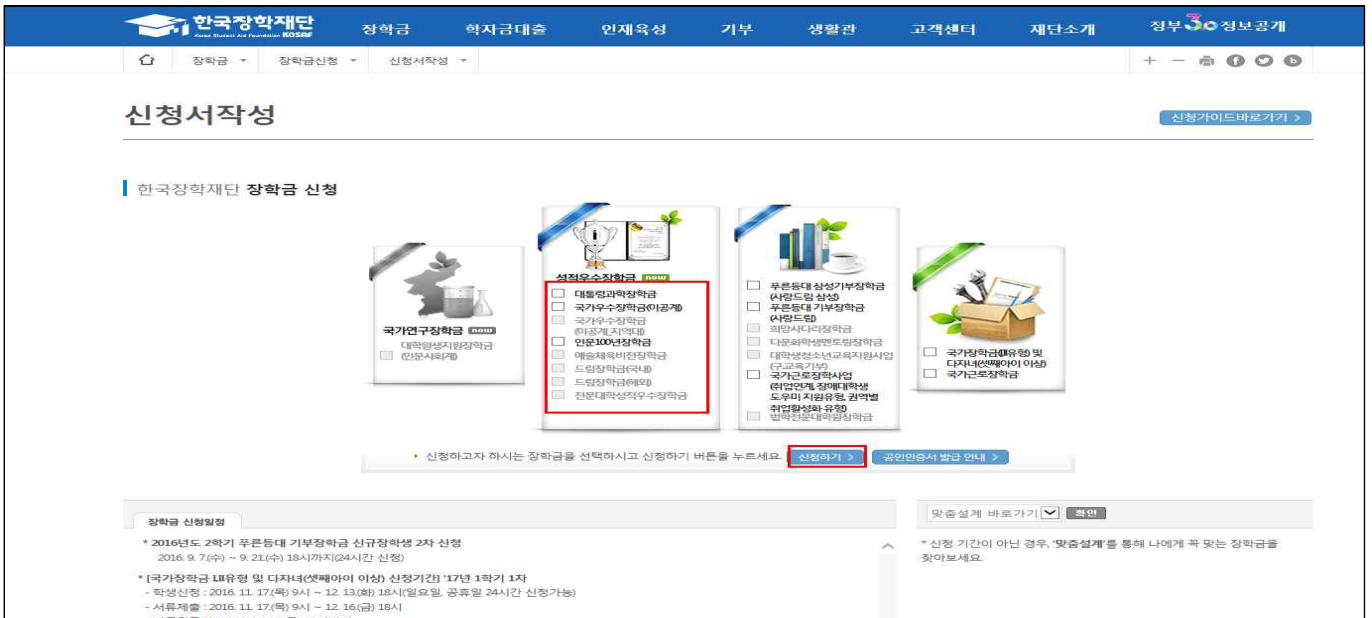 한국장학재단
Korea Student Aid Foundation KOSAF
장학금 학자금대출 인재육성 기부 생활관 고객센터 재단소개 정부3.0정보공개
장학금 장학금신청 신청서작성
신청서작성
신청가이드바로가기 >
한국장학재단 장학금 신청
국가연구장학금 now
대학원생지원장학금
(인문사회계)
성적우수장학금 now
대통령과학장학금
국가우수장학금(이공계)
국가우수장학금
(이공계_지역대)
인문100년장학금
예술체육비전장학금
드림장학금(국내)
드림장학금(해외)
전문대학성적우수장학금
푸른등대 삼성기부장학금
(사랑드림 삼성)
푸른등대 기부장학금
(사랑드림)
희망사다리장학금
다문화학생멘토링장학금
대학생청소년교육지원사업
(구.교육기부)
국가근로장학사업
(취업연계, 장애대학생
도우미 지원유형, 권역별
취업활성화 유형)
법학전문대학원장학금
국가장학금(I,II유형) 및
다자녀(셋째아이 이상)
국가근로장학금
신청하고자 하시는 장학금을 선택하시고 신청하기 버튼을 누르세요. 신청하기 > 공인인증서 발급 안내 >
장학금 신청일정
* 2016년도 2학기 푸른등대 기부장학금 신규장학생 2차 신청
2016. 9. 7.(수) ~ 9. 21.(수) 18시까지(24시간 신청)
* [국가장학금 I,II유형 및 다자녀(셋째아이 이상) 신청기간] '17년 1학기 1차
- 학생신청 : 2016. 11. 17.(목) 9시 ~ 12. 13.(화) 18시(일요일, 공휴일 24시간 신청가능)
- 서류제출 : 2016. 11. 17.(목) 9시 ~ 12. 16.(금) 18시
맞춤설계 바로가기 확인
* 신청 기간이 아닌 경우, '맞춤설계'를 통해 나에게 꼭 맞는 장학금을
찾아보세요.